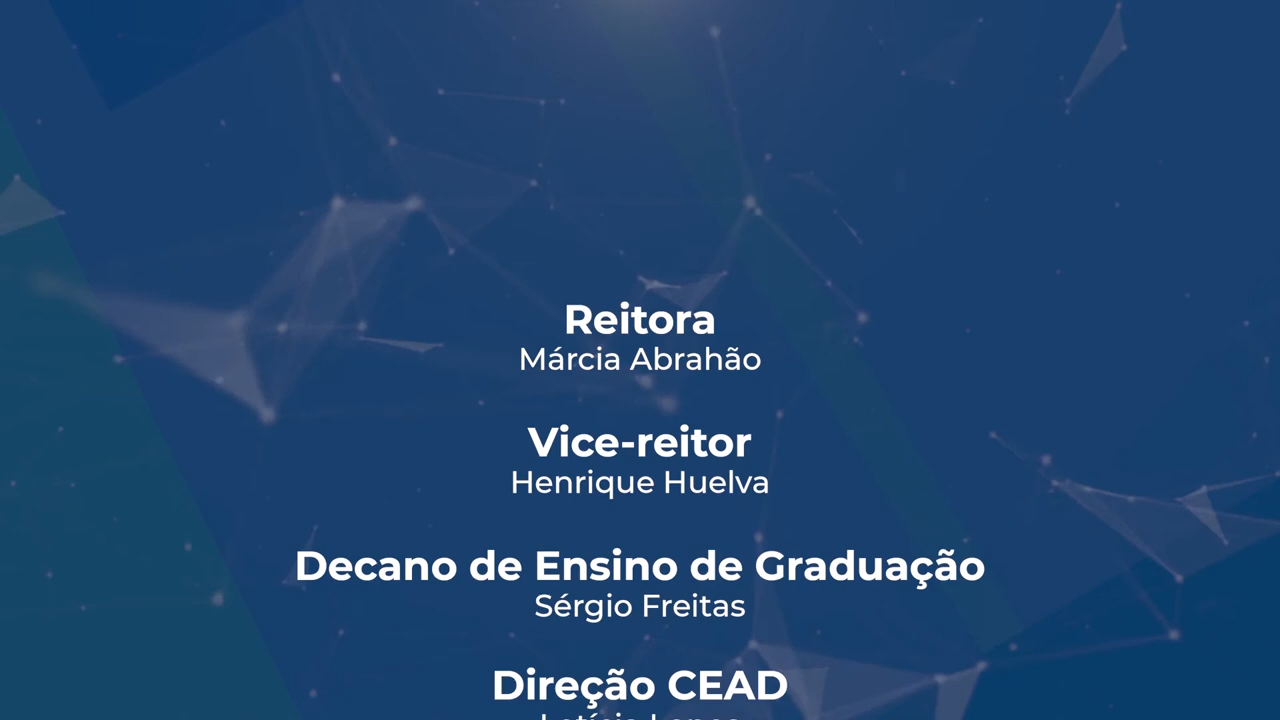 Reitora
Márcia Abrahão
Vice-reitor
Henrique Huelva
Decano de Ensino de Graduação
Sérgio Freitas
Direção CEAD